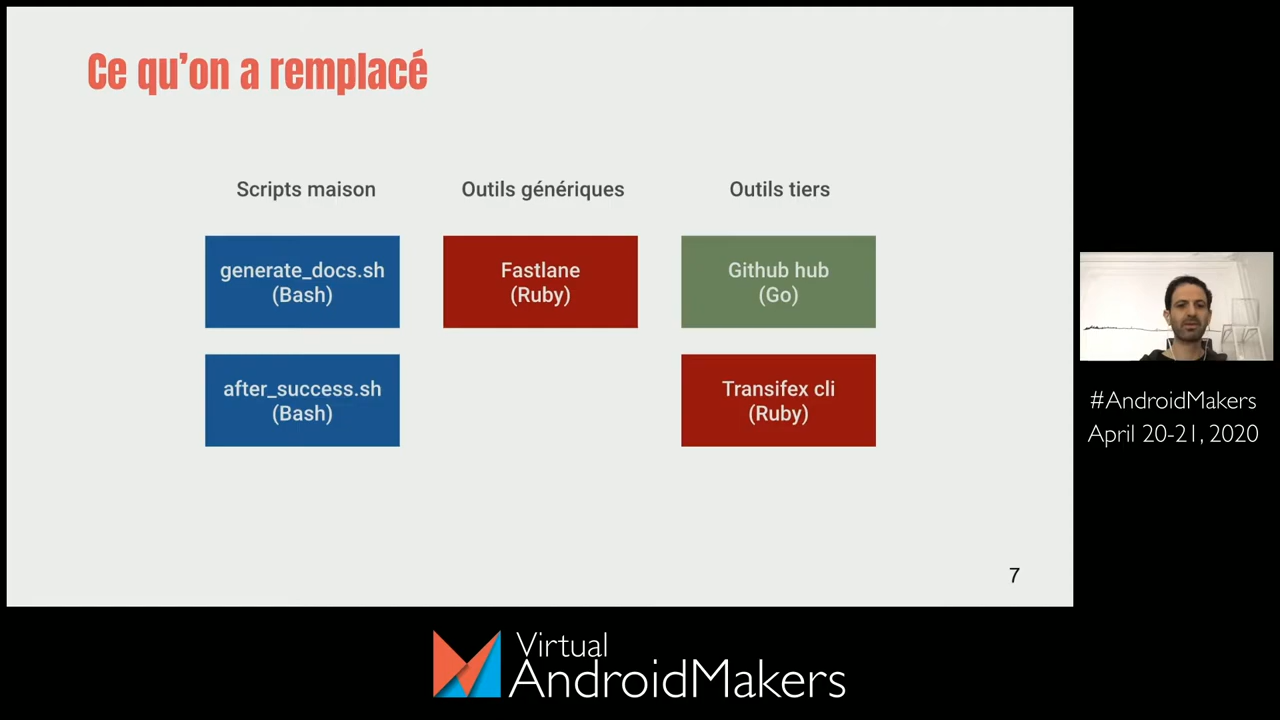 Ce qu'on a remplacé
Scripts maison
Outils génériques
Outils tiers
generate_docs.sh
(Bash)
Fastlane
(Ruby)
Github hub
(Go)
after_success.sh
(Bash)
Transifex cli
(Ruby)
7
#AndroidMakers
April 20-21, 2020
Virtual
AndroidMakers